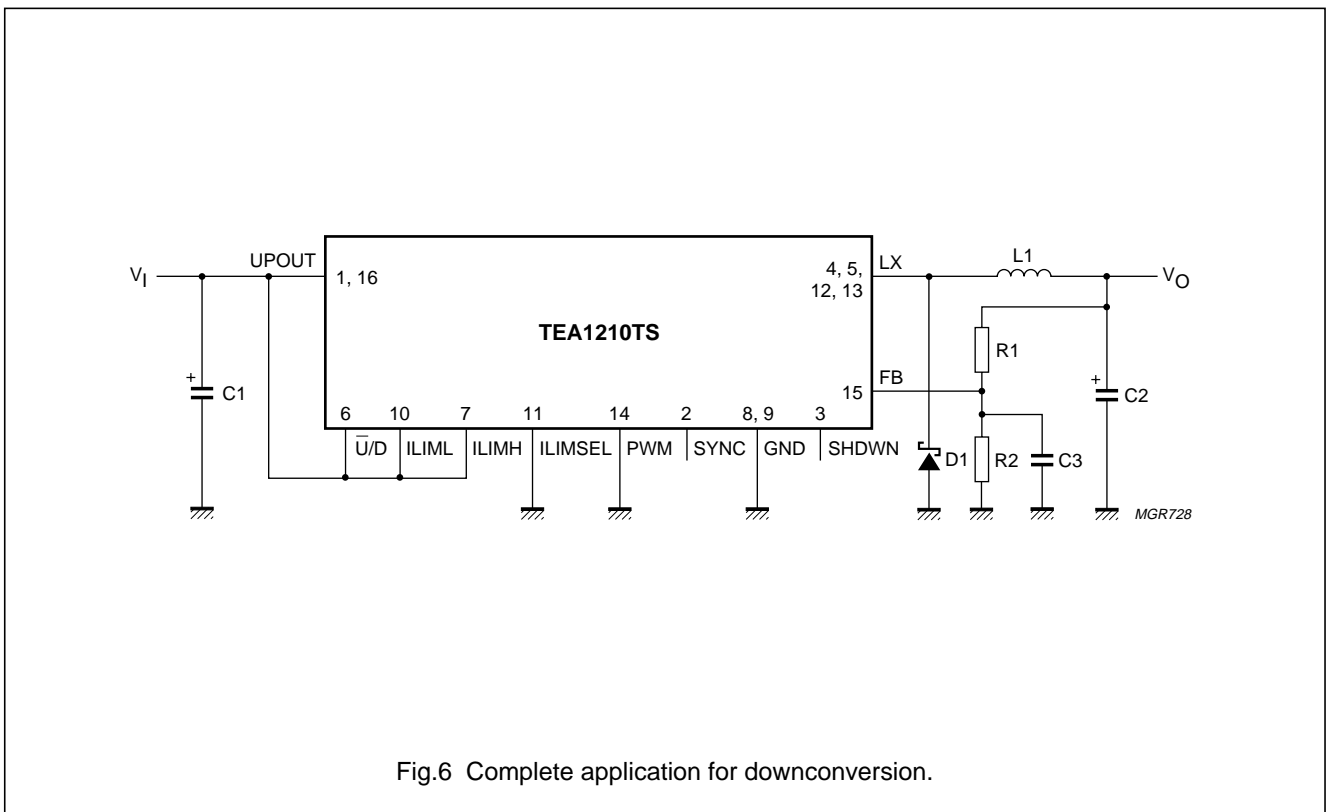 UPOUT
V_I
1, 16
4, 5,
12, 13
LX
L1
V_O
TEA1210TS
R1
15
FB
C2
+
C1
+
6
10
7
11
14
2
8, 9
3
U̅/D
ILIML
ILIMH
ILIMSEL
PWM
SYNC
GND
SHDWN
D1
R2
C3
MGR728
Fig.6 Complete application for downconversion.